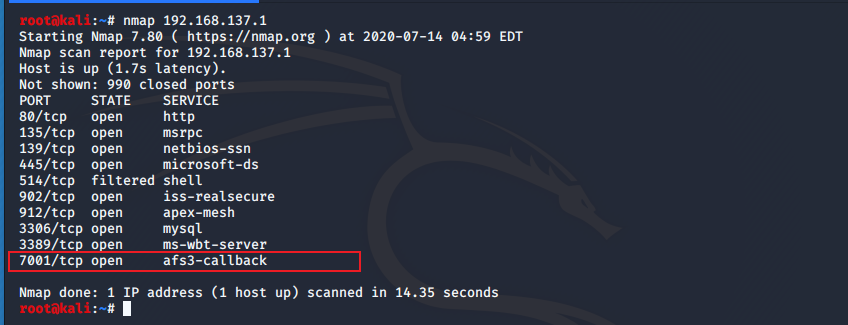 root@kali:~# nmap 192.168.137.1
Starting Nmap 7.80 ( https://nmap.org ) at 2020-07-14 04:59 EDT
Nmap scan report for 192.168.137.1
Host is up (1.7s latency).
Not shown: 990 closed ports
PORT     STATE    SERVICE
80/tcp   open     http
135/tcp  open     msrpc
139/tcp  open     netbios-ssn
445/tcp  open     microsoft-ds
514/tcp  filtered shell
902/tcp  open     iss-realsecure
912/tcp  open     apex-mesh
3306/tcp open     mysql
3389/tcp open     ms-wbt-server
7001/tcp open     afs3-callback
Nmap done: 1 IP address (1 host up) scanned in 14.35 seconds
root@kali:~#